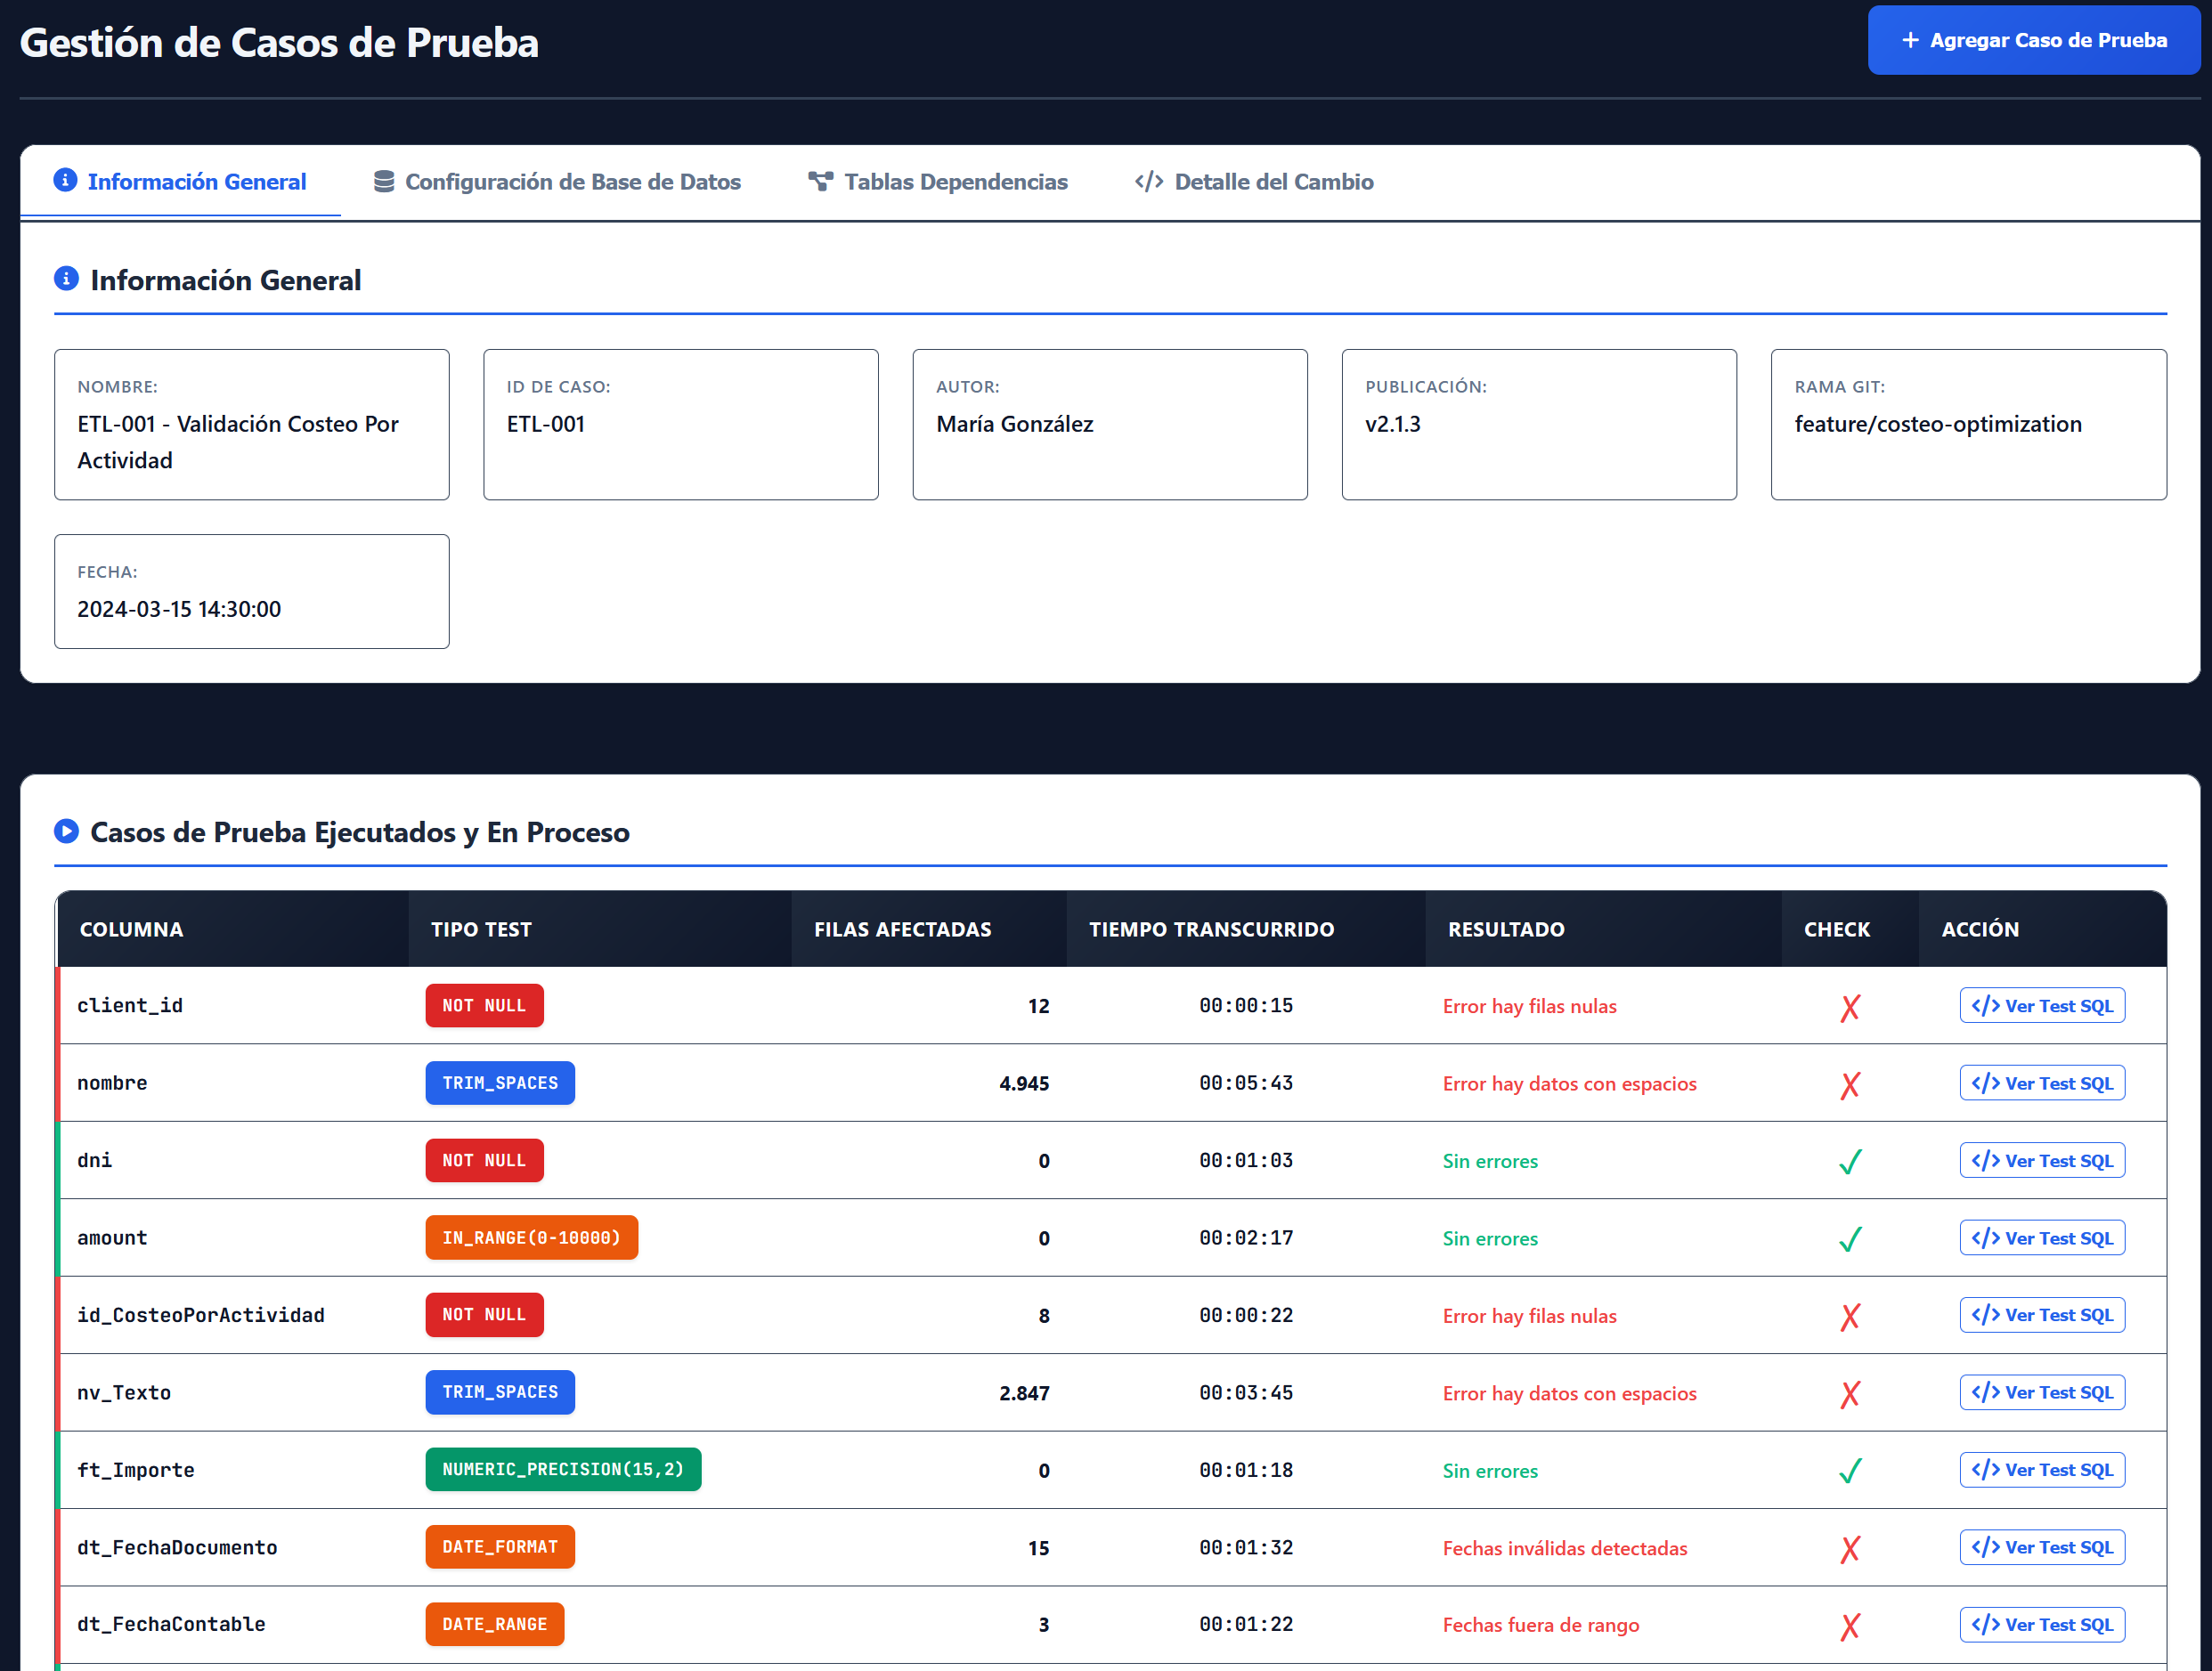 Gestión de Casos de Prueba
+ Agregar Caso de Prueba
Información General
Configuración de Base de Datos
Tablas Dependencias
</> Detalle del Cambio
Información General
NOMBRE:
ETL-001 - Validación Costeo Por
Actividad
ID DE CASO:
ETL-001
AUTOR:
María González
PUBLICACIÓN:
v2.1.3
RAMA GIT:
feature/costeo-optimization
FECHA:
2024-03-15 14:30:00
Casos de Prueba Ejecutados y En Proceso
COLUMNA TIPO TEST FILAS AFECTADAS TIEMPO TRANSCURRIDO RESULTADO CHECK ACCIÓN
client_id NOT NULL 12 00:00:15 Error hay filas nulas ✗ </> Ver Test SQL
nombre TRIM_SPACES 4.945 00:05:43 Error hay datos con espacios ✗ </> Ver Test SQL
dni NOT NULL 0 00:01:03 Sin errores ✓ </> Ver Test SQL
amount IN_RANGE(0-10000) 0 00:02:17 Sin errores ✓ </> Ver Test SQL
id_CosteoPorActividad NOT NULL 8 00:00:22 Error hay filas nulas ✗ </> Ver Test SQL
nv_Texto TRIM_SPACES 2.847 00:03:45 Error hay datos con espacios ✗ </> Ver Test SQL
ft_Importe NUMERIC_PRECISION(15,2) 0 00:01:18 Sin errores ✓ </> Ver Test SQL
dt_FechaDocumento DATE_FORMAT 15 00:01:32 Fechas inválidas detectadas ✗ </> Ver Test SQL
dt_FechaContable DATE_RANGE 3 00:01:22 Fechas fuera de rango ✗ </> Ver Test SQL